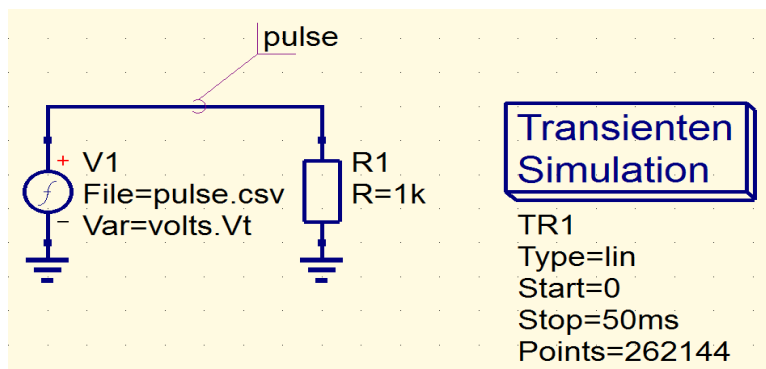 pulse
+ V1
File=pulse.csv
− Var=volts.Vt
f
R1
R=1k
Transienten
Simulation
TR1
Type=lin
Start=0
Stop=50ms
Points=262144